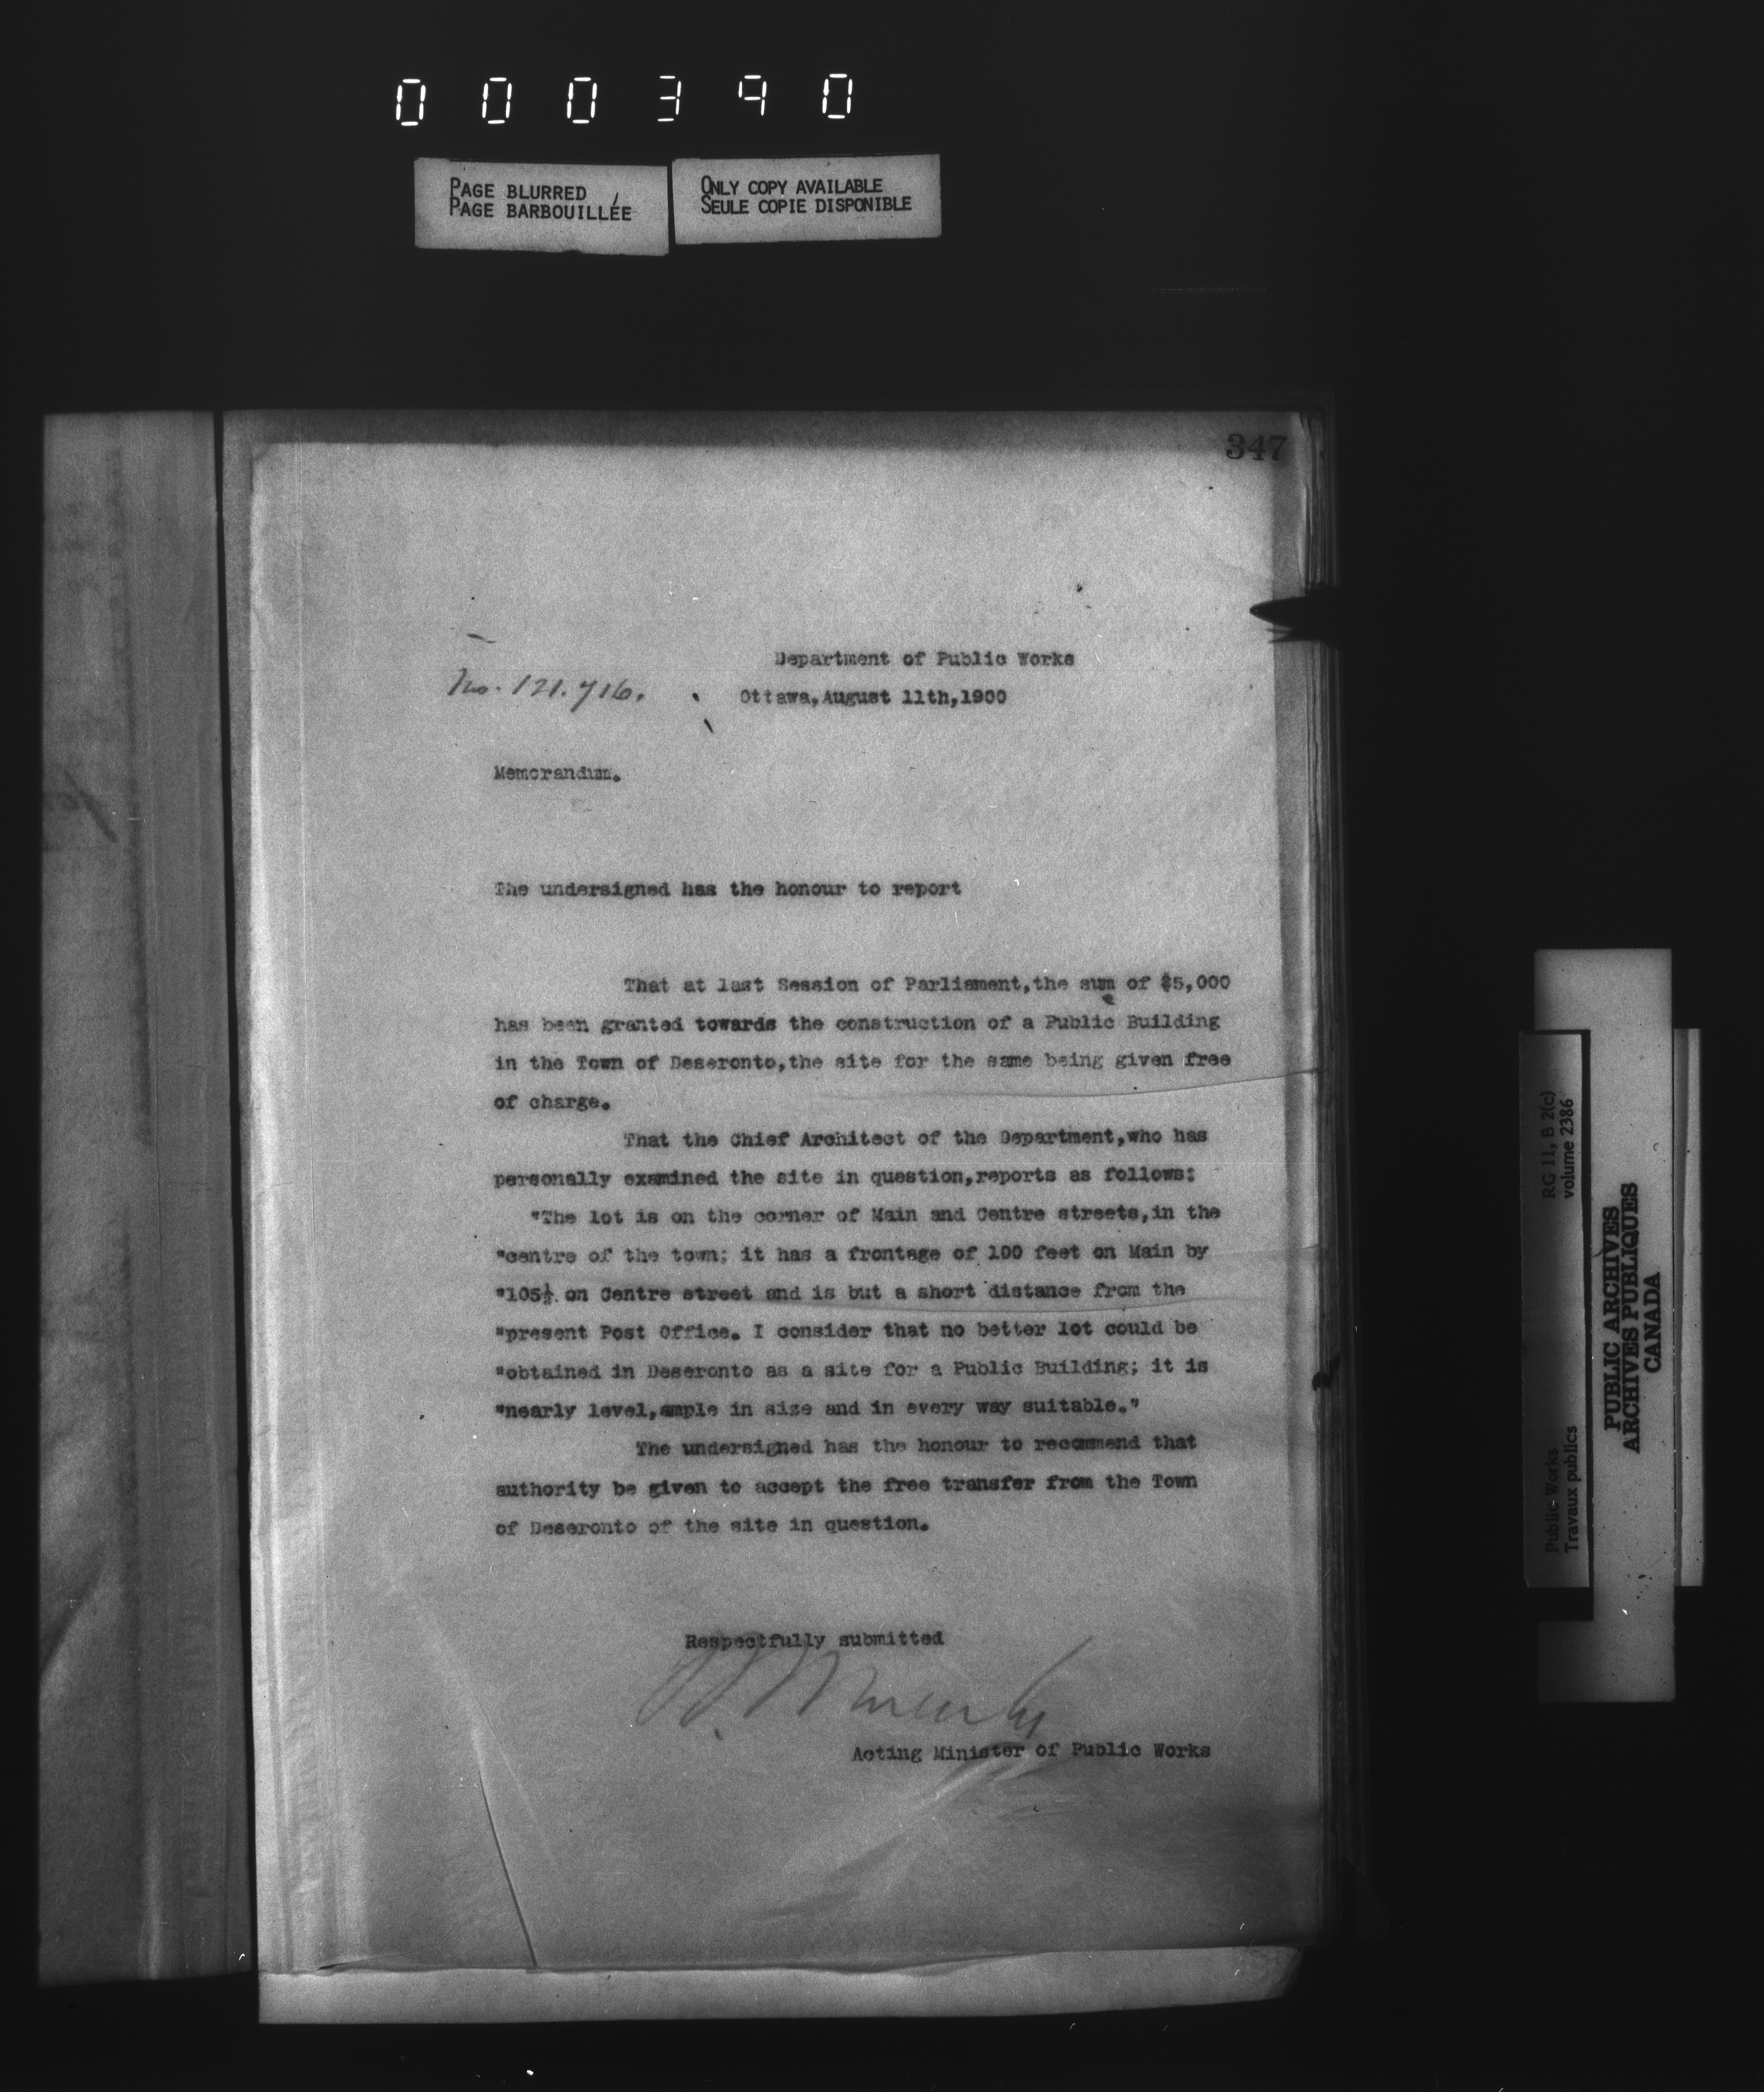 000390
PAGE BLURRED
PAGE BARBOUILLÉE
ONLY COPY AVAILABLE
SEULE COPIE DISPONIBLE
347
Department of Public Works
No. 121.716.
Ottawa,August 11th,1900
Memorandum.
The undersigned has the honour to report
That at last Session of Parliament,the sum of $5,000
has been granted towards the construction of a Public Building
in the Town of Deseronto,the site for the same being given free
of charge.
That the Chief Architect of the Department,who has
personally examined the site in question,reports as follows:
"The lot is on the corner of Main and Centre streets,in the
"centre of the town; it has a frontage of 100 feet on Main by
"105½ on Centre street and is but a short distance from the
"present Post Office. I consider that no better lot could be
"obtained in Deseronto as a site for a Public Building; it is
"nearly level,ample in size and in every way suitable."
The undersigned has the honour to recommend that
authority be given to accept the free transfer from the Town
of Deseronto of the site in question.
Respectfully submitted
Acting Minister of Public Works
Public Works
Travaux publics
RG 11, B 2(c)
volume 2386
PUBLIC ARCHIVES
ARCHIVES PUBLIQUES
CANADA